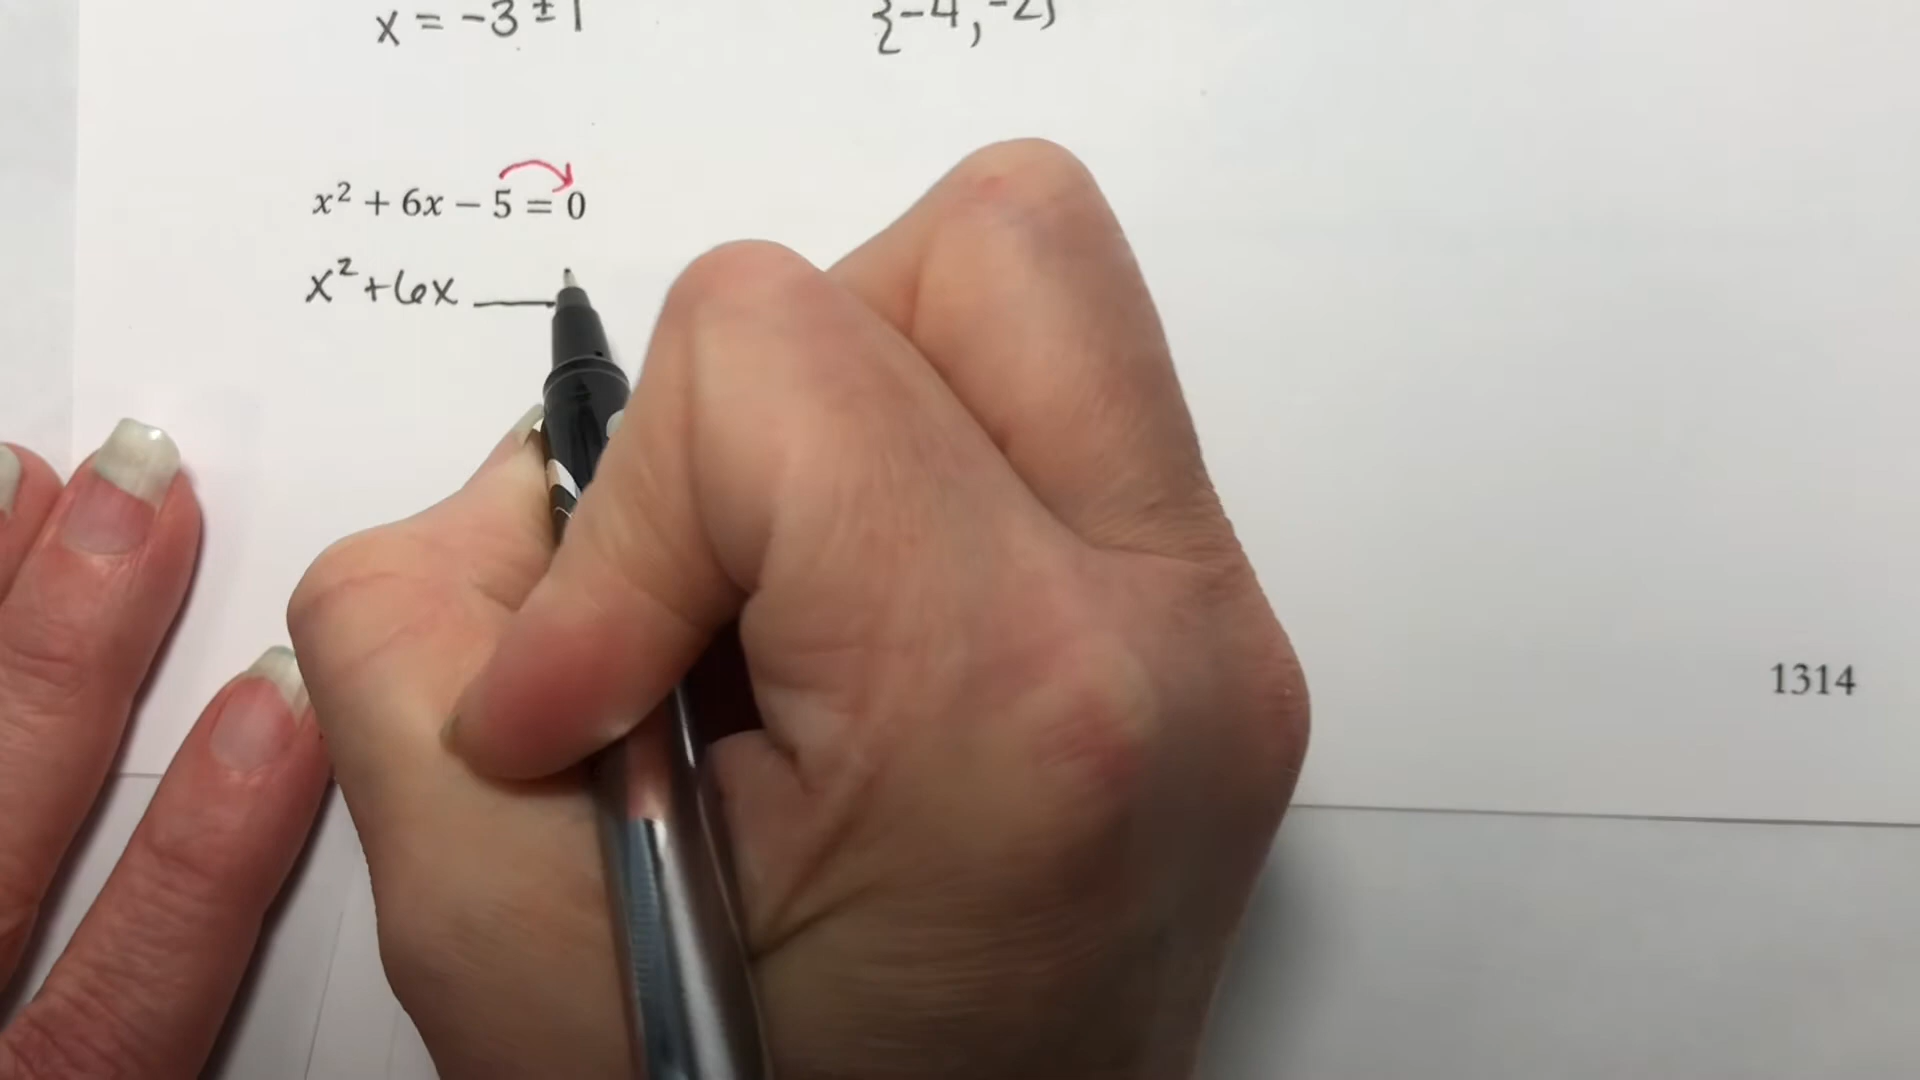 x = -3 ± 1
{-4, -2}
x² + 6x − 5 = 0
x² + 6x ___
1314